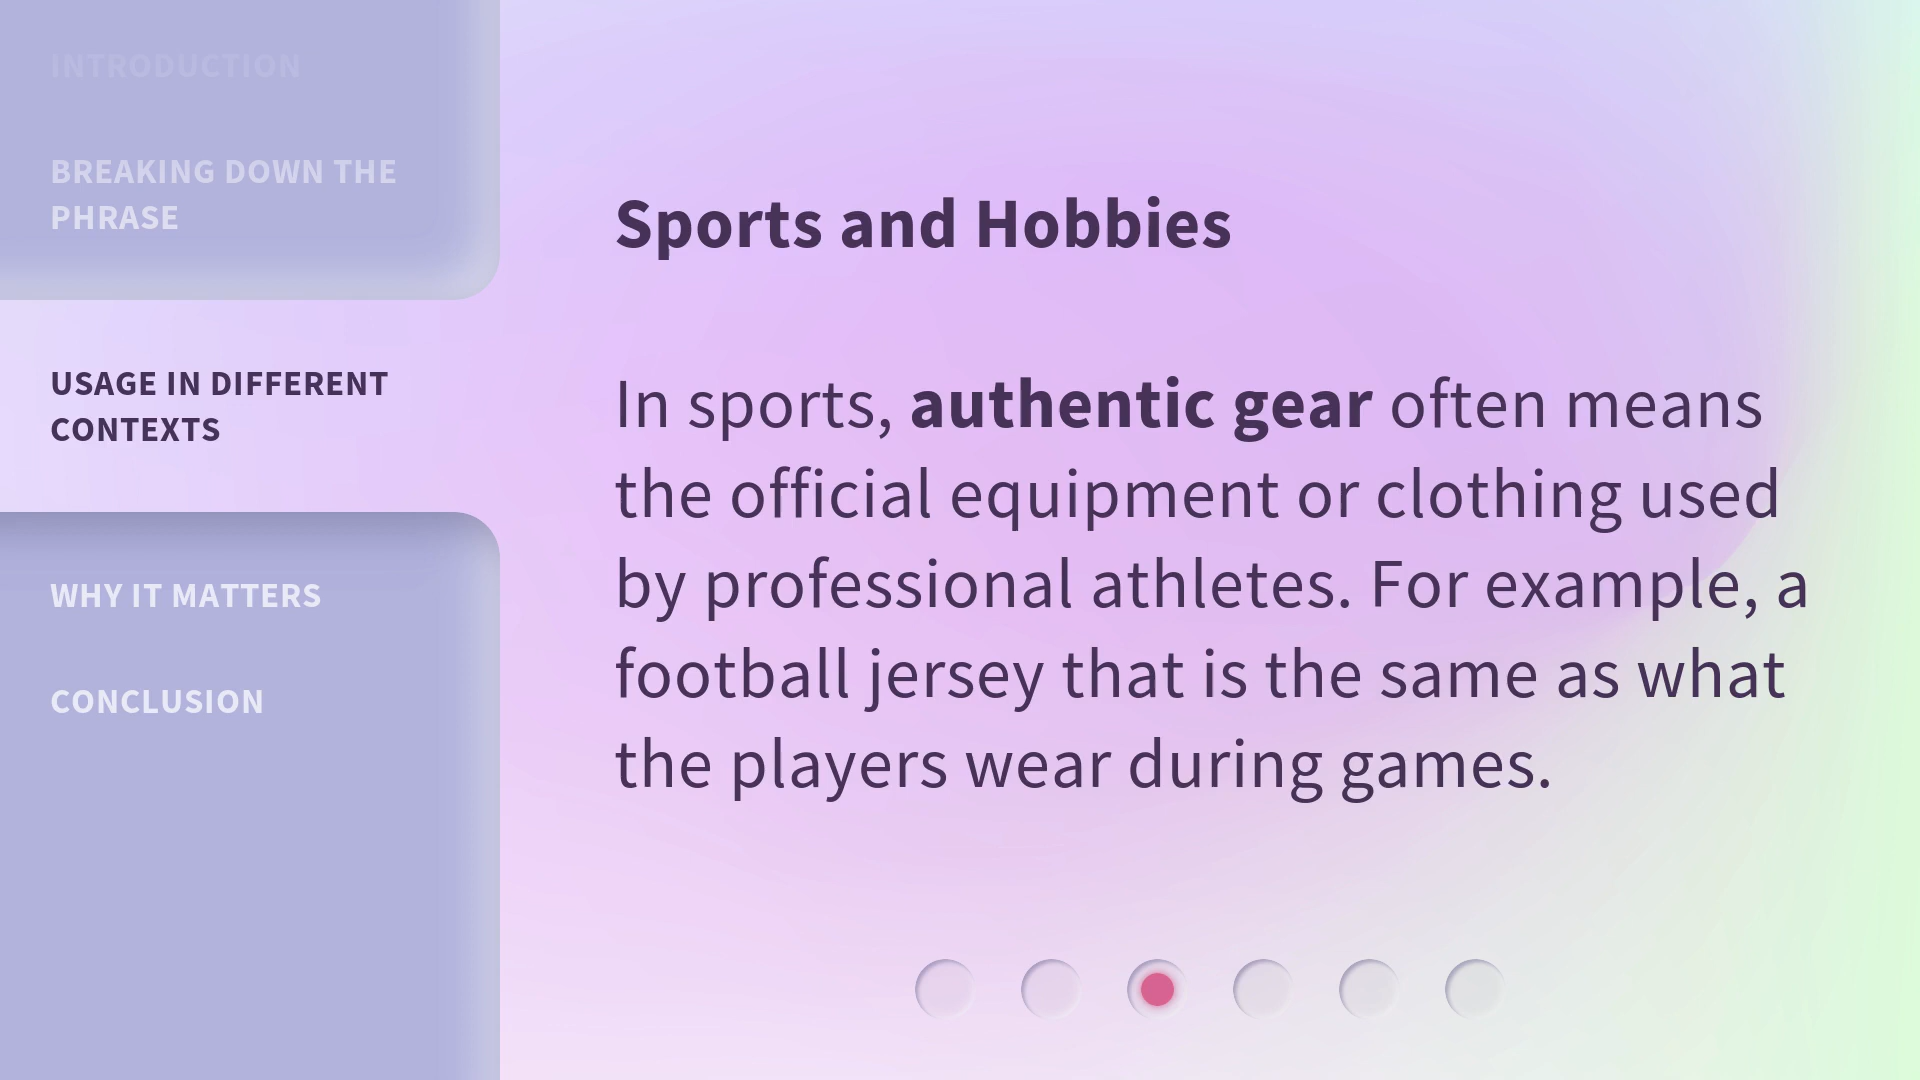 INTRODUCTION
BREAKING DOWN THE
PHRASE
USAGE IN DIFFERENT
CONTEXTS
WHY IT MATTERS
CONCLUSION
Sports and Hobbies
In sports, authentic gear often means
the official equipment or clothing used
by professional athletes. For example, a
football jersey that is the same as what
the players wear during games.